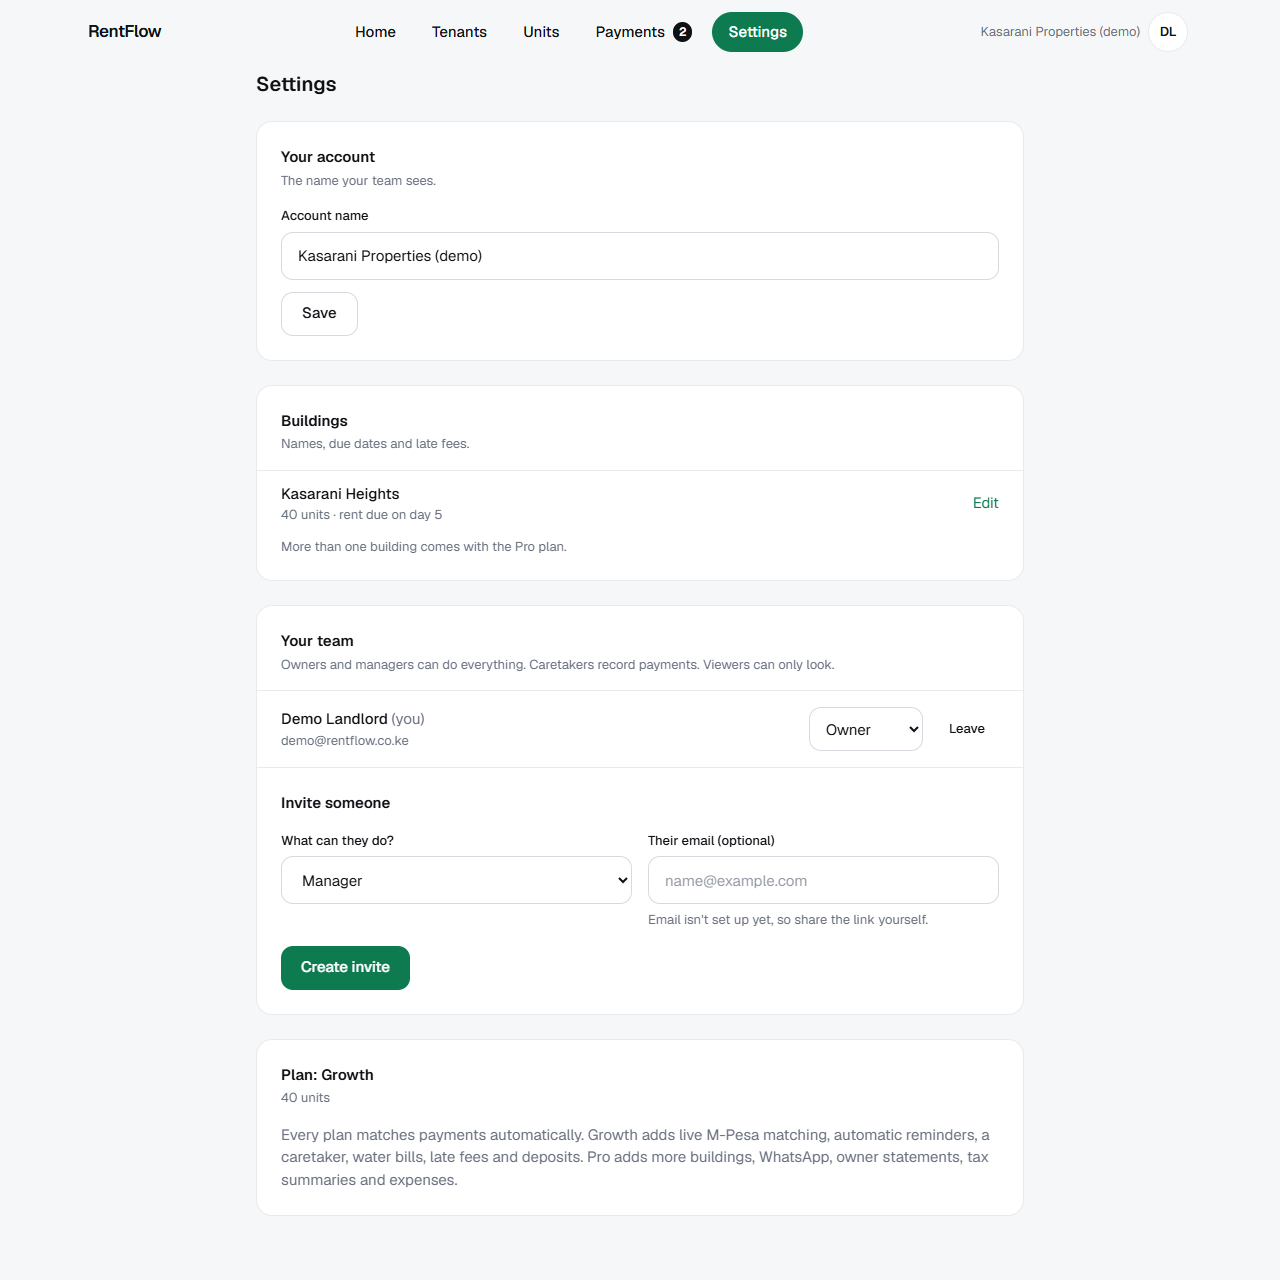 RentFlow
Home
Tenants
Units
Payments 2
Settings
Kasarani Properties (demo)
DL
Settings
Your account
The name your team sees.
Account name
Kasarani Properties (demo)
Save
Buildings
Names, due dates and late fees.
Kasarani Heights
40 units · rent due on day 5
Edit
More than one building comes with the Pro plan.
Your team
Owners and managers can do everything. Caretakers record payments. Viewers can only look.
Demo Landlord (you)
demo@rentflow.co.ke
Owner
Leave
Invite someone
What can they do?
Manager
Their email (optional)
name@example.com
Email isn't set up yet, so share the link yourself.
Create invite
Plan: Growth
40 units
Every plan matches payments automatically. Growth adds live M-Pesa matching, automatic reminders, a
caretaker, water bills, late fees and deposits. Pro adds more buildings, WhatsApp, owner statements, tax
summaries and expenses.